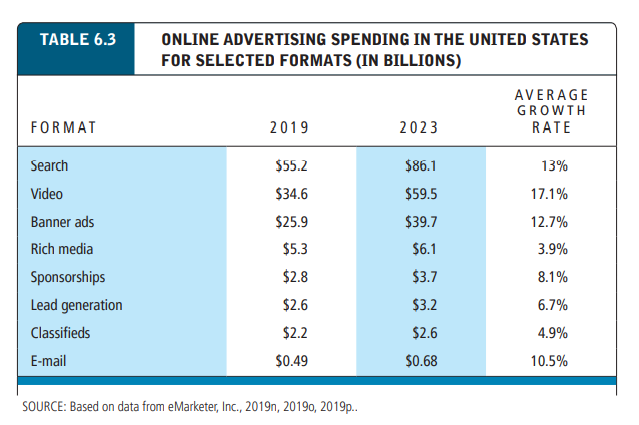 TABLE 6.3 ONLINE ADVERTISING SPENDING IN THE UNITED STATES
FOR SELECTED FORMATS (IN BILLIONS)
FORMAT 2019 2023 AVERAGE GROWTH RATE
Search $55.2 $86.1 13%
Video $34.6 $59.5 17.1%
Banner ads $25.9 $39.7 12.7%
Rich media $5.3 $6.1 3.9%
Sponsorships $2.8 $3.7 8.1%
Lead generation $2.6 $3.2 6.7%
Classifieds $2.2 $2.6 4.9%
E-mail $0.49 $0.68 10.5%
SOURCE: Based on data from eMarketer, Inc., 2019n, 2019o, 2019p..